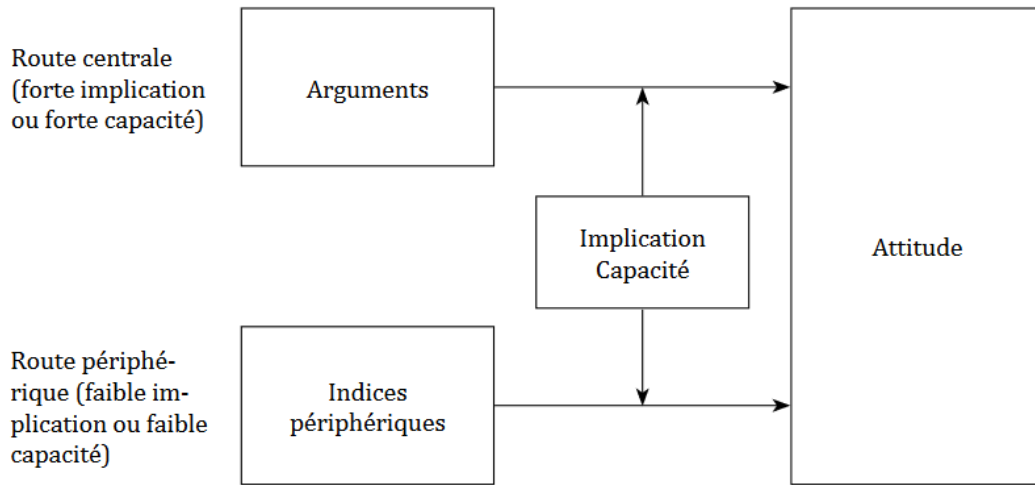 Route centrale
(forte implication
ou forte capacité)
Arguments
Implication
Capacité
Attitude
Route périphé-
rique (faible im-
plication ou faible
capacité)
Indices
périphériques